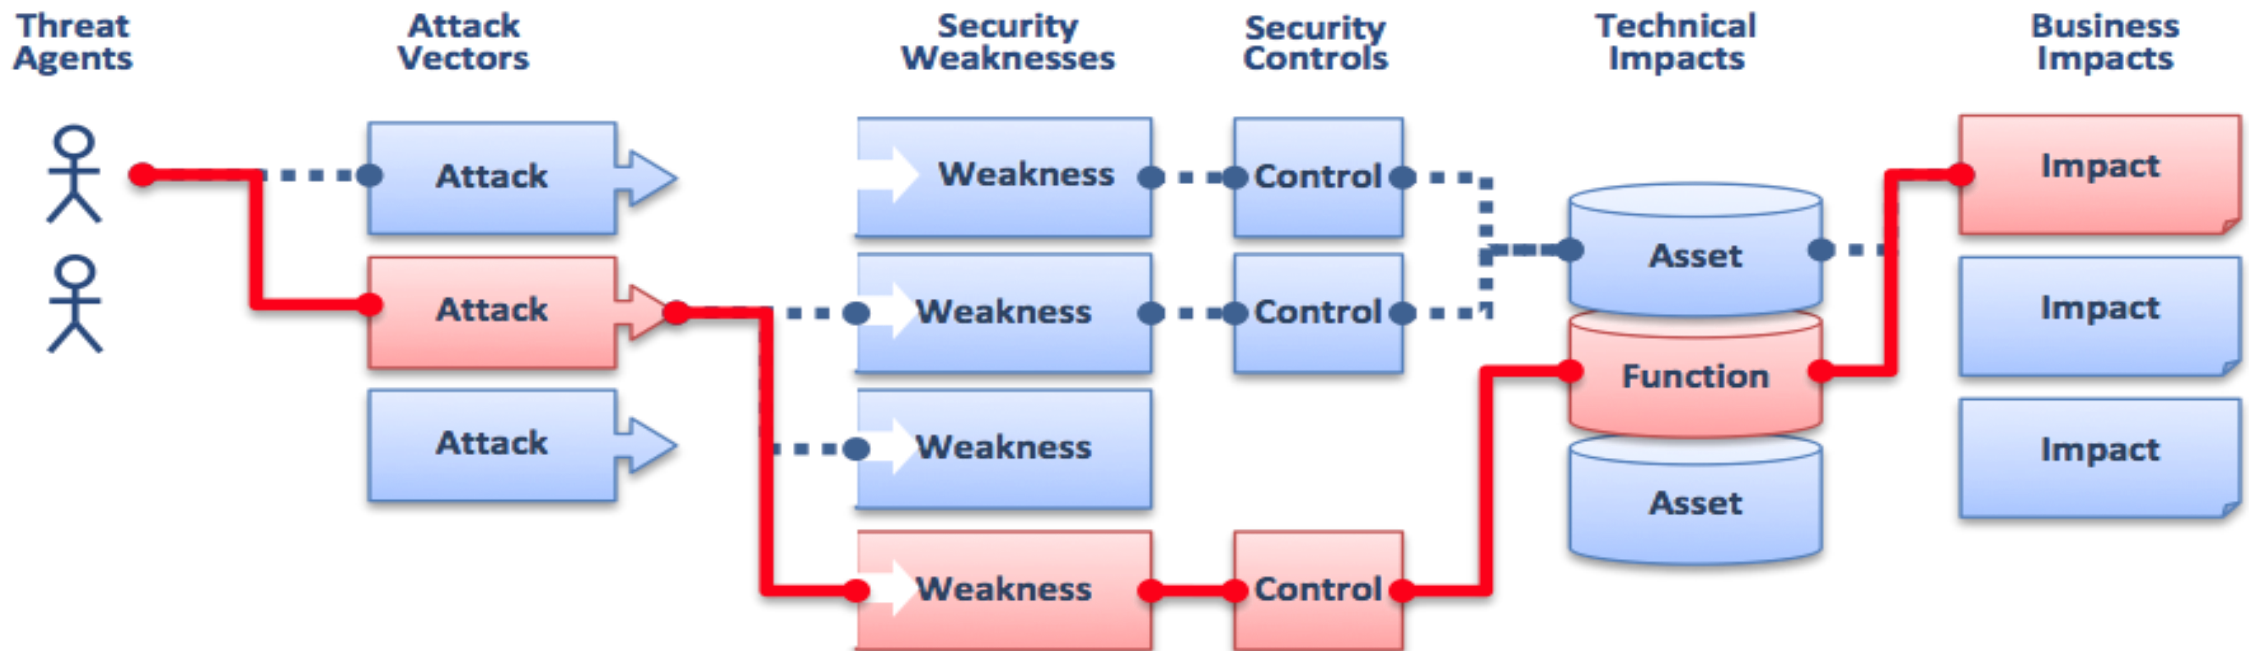 Threat
Agents
Attack
Vectors
Security
Weaknesses
Security
Controls
Technical
Impacts
Business
Impacts
Attack
Weakness
Control
Impact
Asset
Attack
Weakness
Control
Impact
Function
Attack
Weakness
Impact
Asset
Weakness
Control